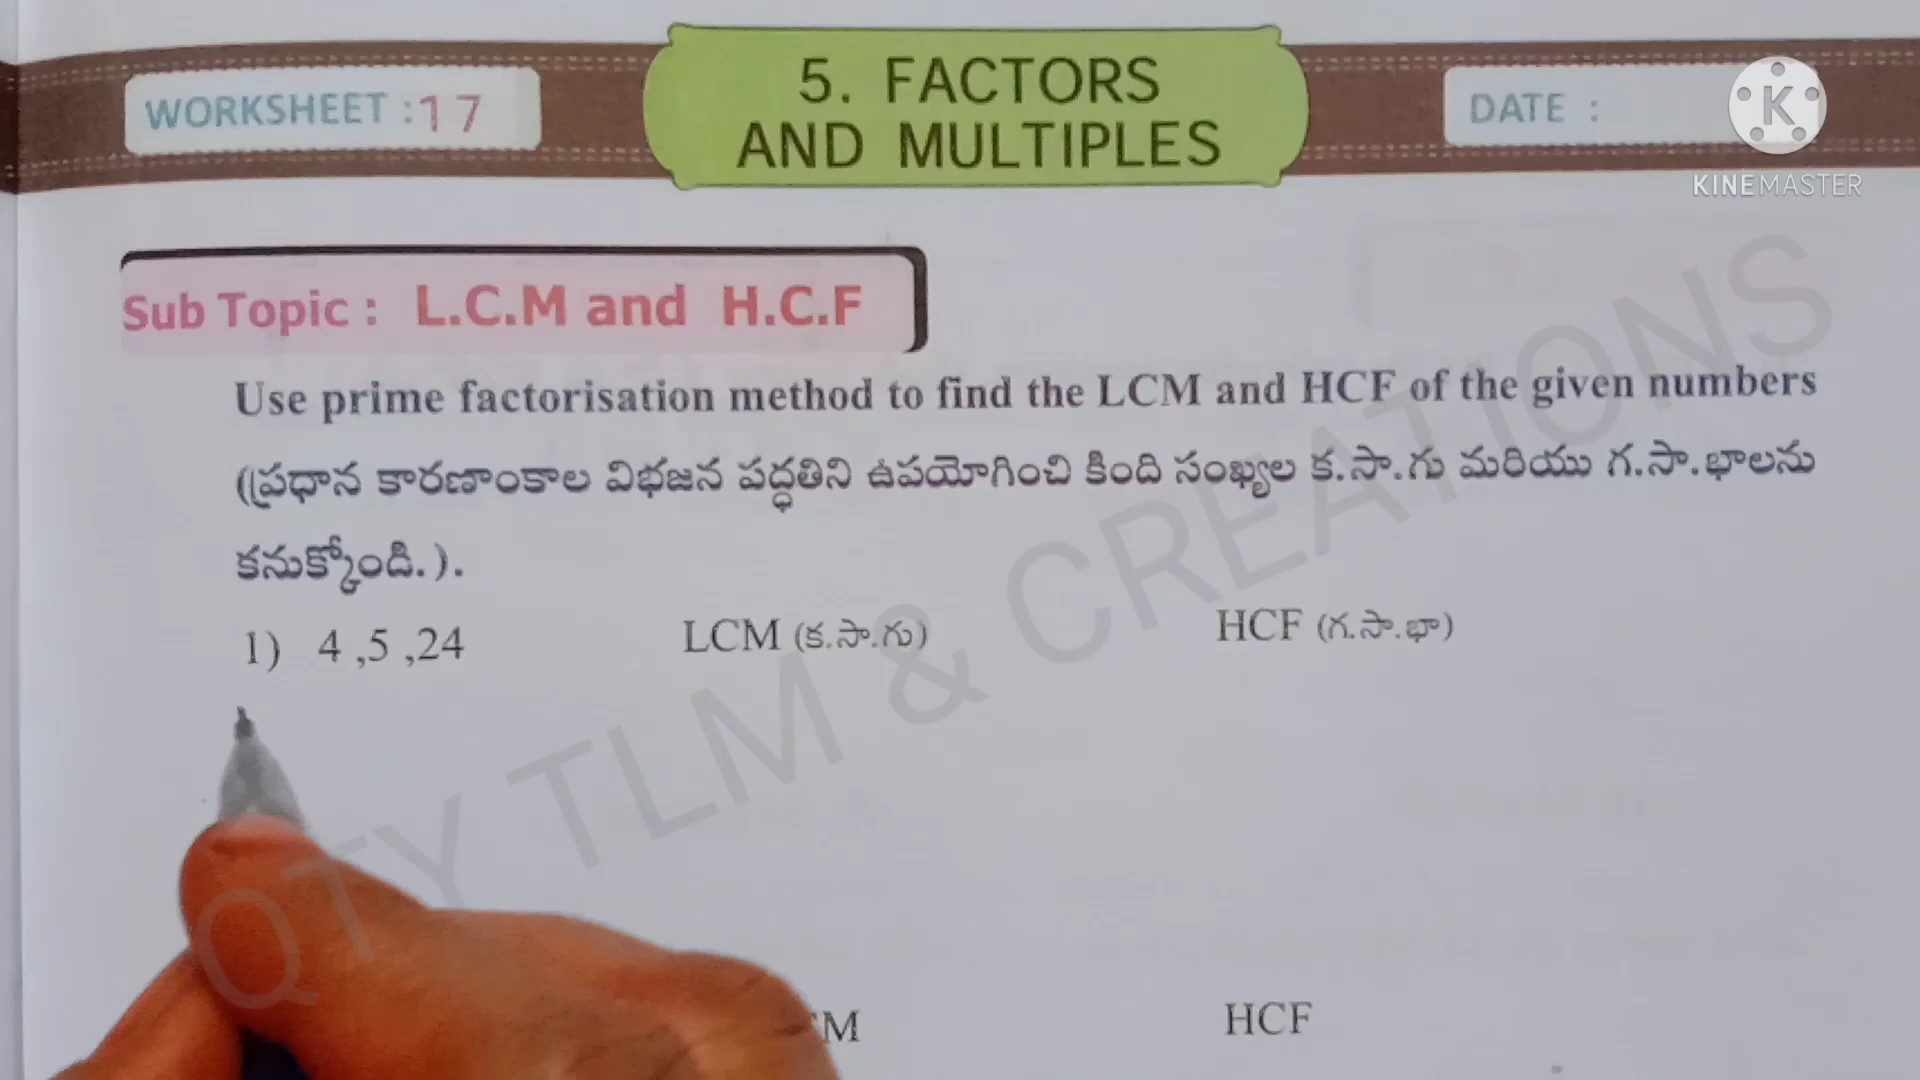 WORKSHEET : 17
5. FACTORS
AND MULTIPLES
DATE :
K
KINEMASTER
Sub Topic : L.C.M and H.C.F
Use prime factorisation method to find the LCM and HCF of the given numbers
((ప్రధాన కారణాంకాల విభజన పద్ధతిని ఉపయోగించి కింది సంఖ్యల క.సా.గు మరియు గ.సా.భాలను
కనుక్కోండి.).
1) 4 ,5 ,24 LCM (క.సా.గు) HCF (గ.సా.భా)
QTY TLM & CREATIONS
HCF